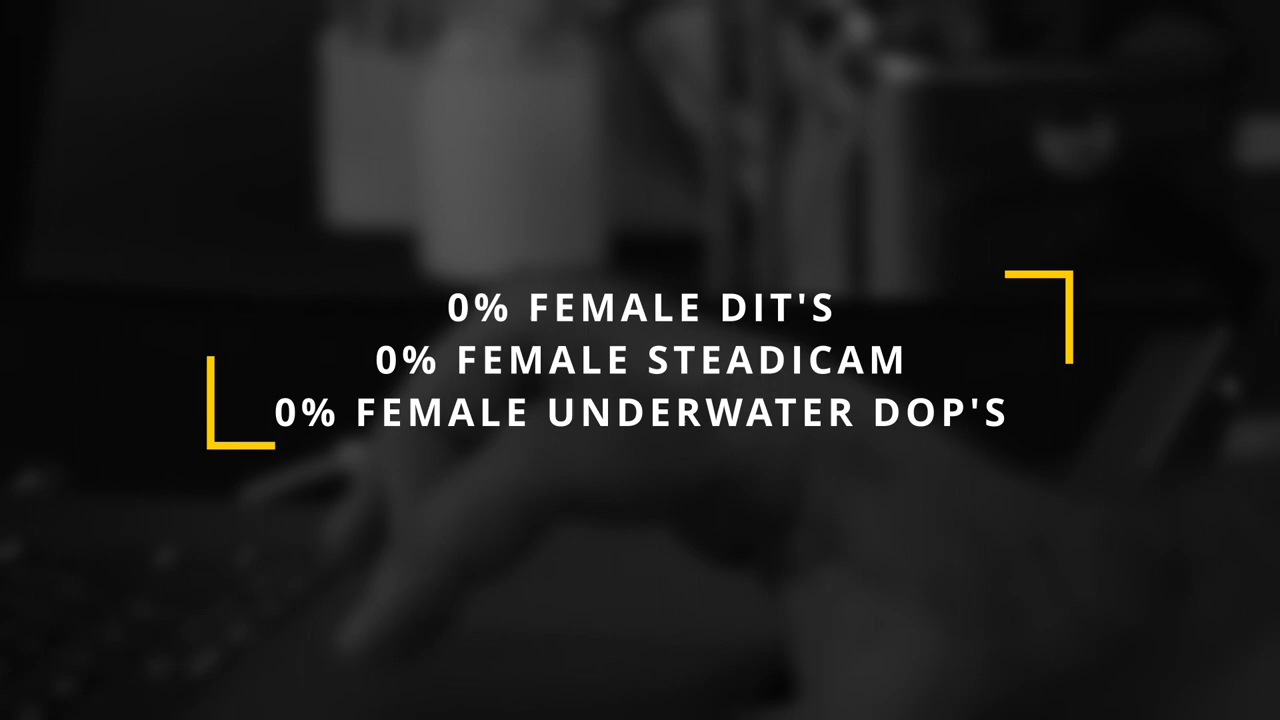 0% FEMALE DIT'S
0% FEMALE STEADICAM
0% FEMALE UNDERWATER DOP'S